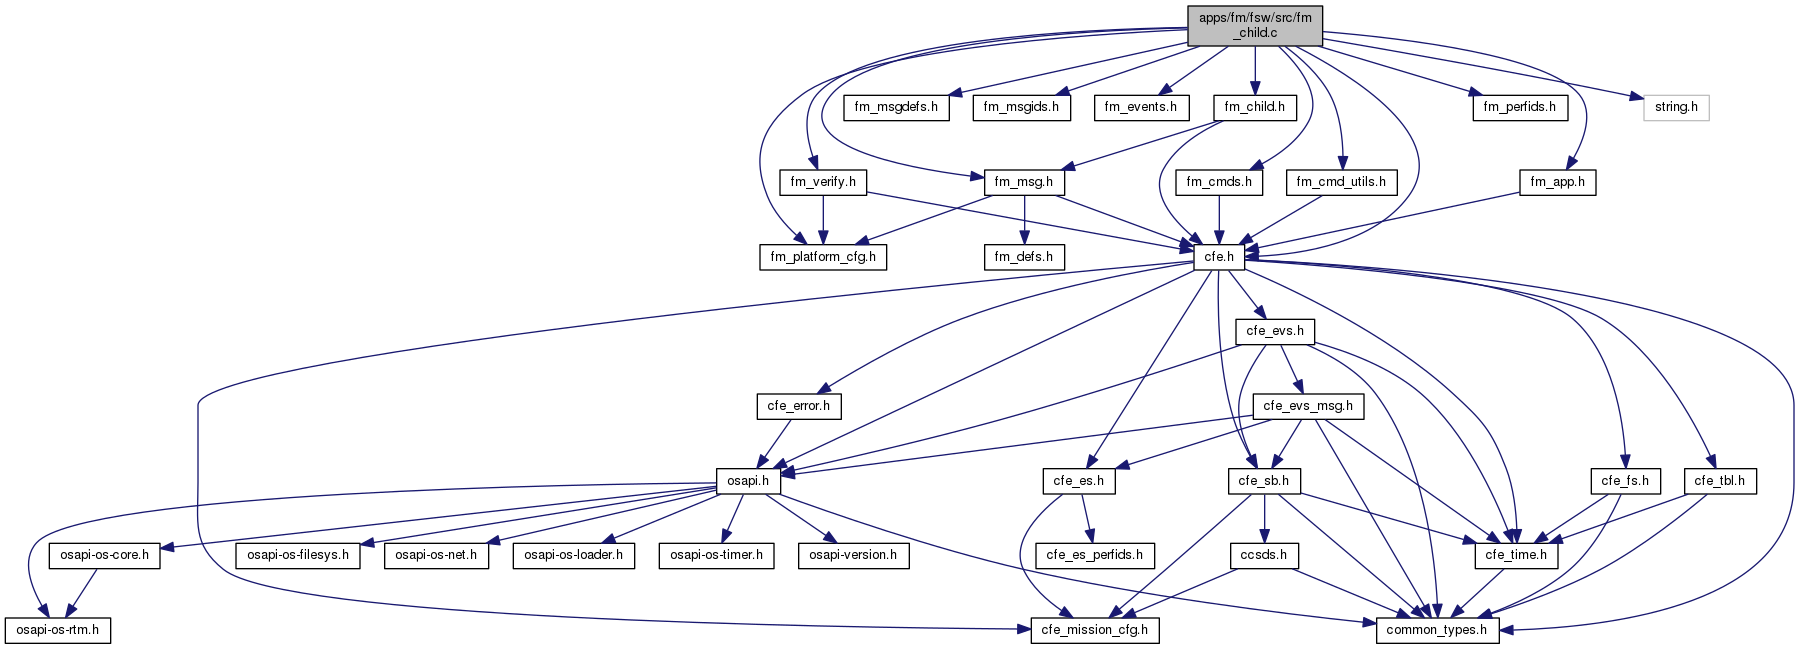 apps/fm/fsw/src/fm
_child.c
fm_msgdefs.h
fm_msgids.h
fm_events.h
fm_child.h
fm_perfids.h
string.h
fm_verify.h
fm_msg.h
fm_cmds.h
fm_cmd_utils.h
fm_app.h
fm_platform_cfg.h
fm_defs.h
cfe.h
cfe_evs.h
cfe_error.h
cfe_evs_msg.h
osapi.h
cfe_es.h
cfe_sb.h
cfe_fs.h
cfe_tbl.h
osapi-os-core.h
osapi-os-filesys.h
osapi-os-net.h
osapi-os-loader.h
osapi-os-timer.h
osapi-version.h
cfe_es_perfids.h
ccsds.h
cfe_time.h
osapi-os-rtm.h
cfe_mission_cfg.h
common_types.h